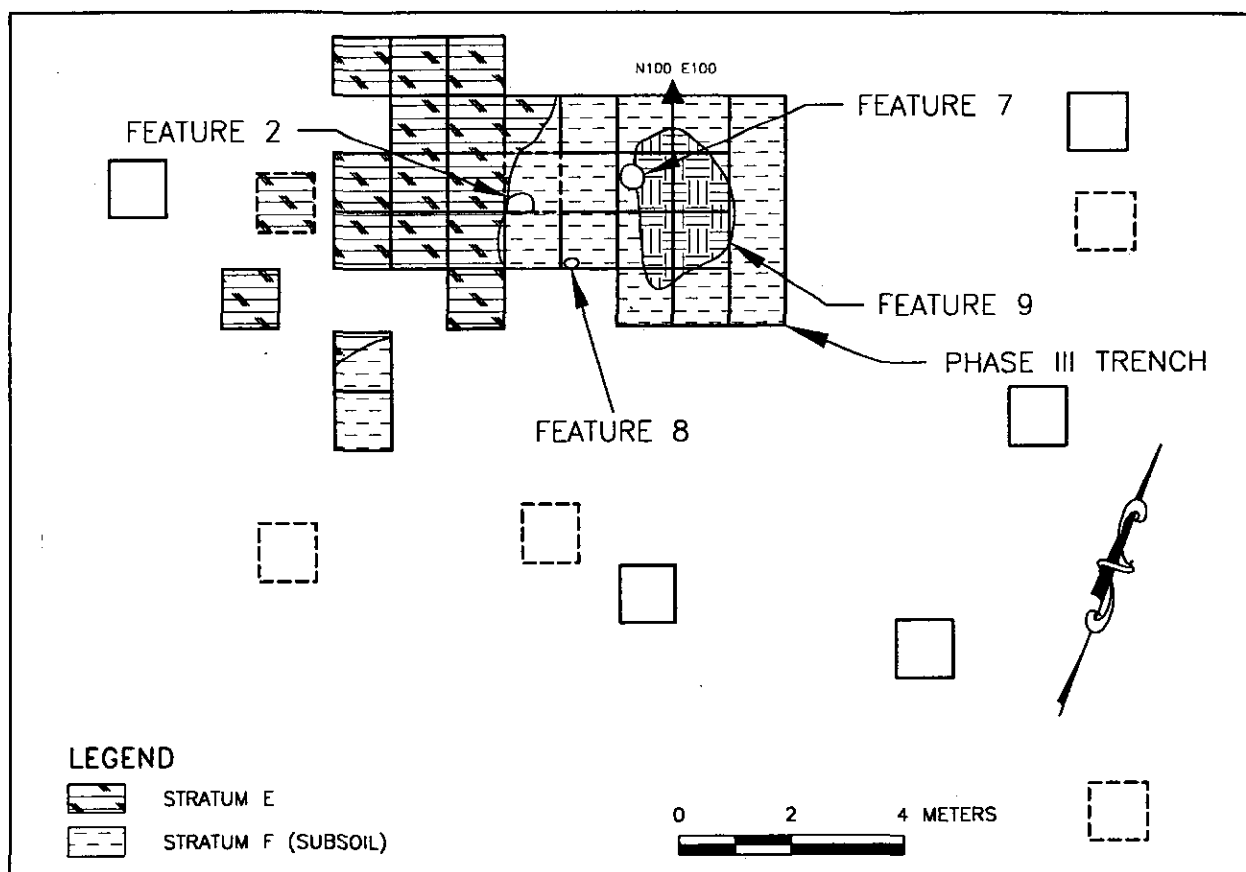 N100 E100
FEATURE 7
FEATURE 2
FEATURE 9
PHASE III TRENCH
FEATURE 8
LEGEND
STRATUM E
STRATUM F (SUBSOIL)
0 2 4 METERS